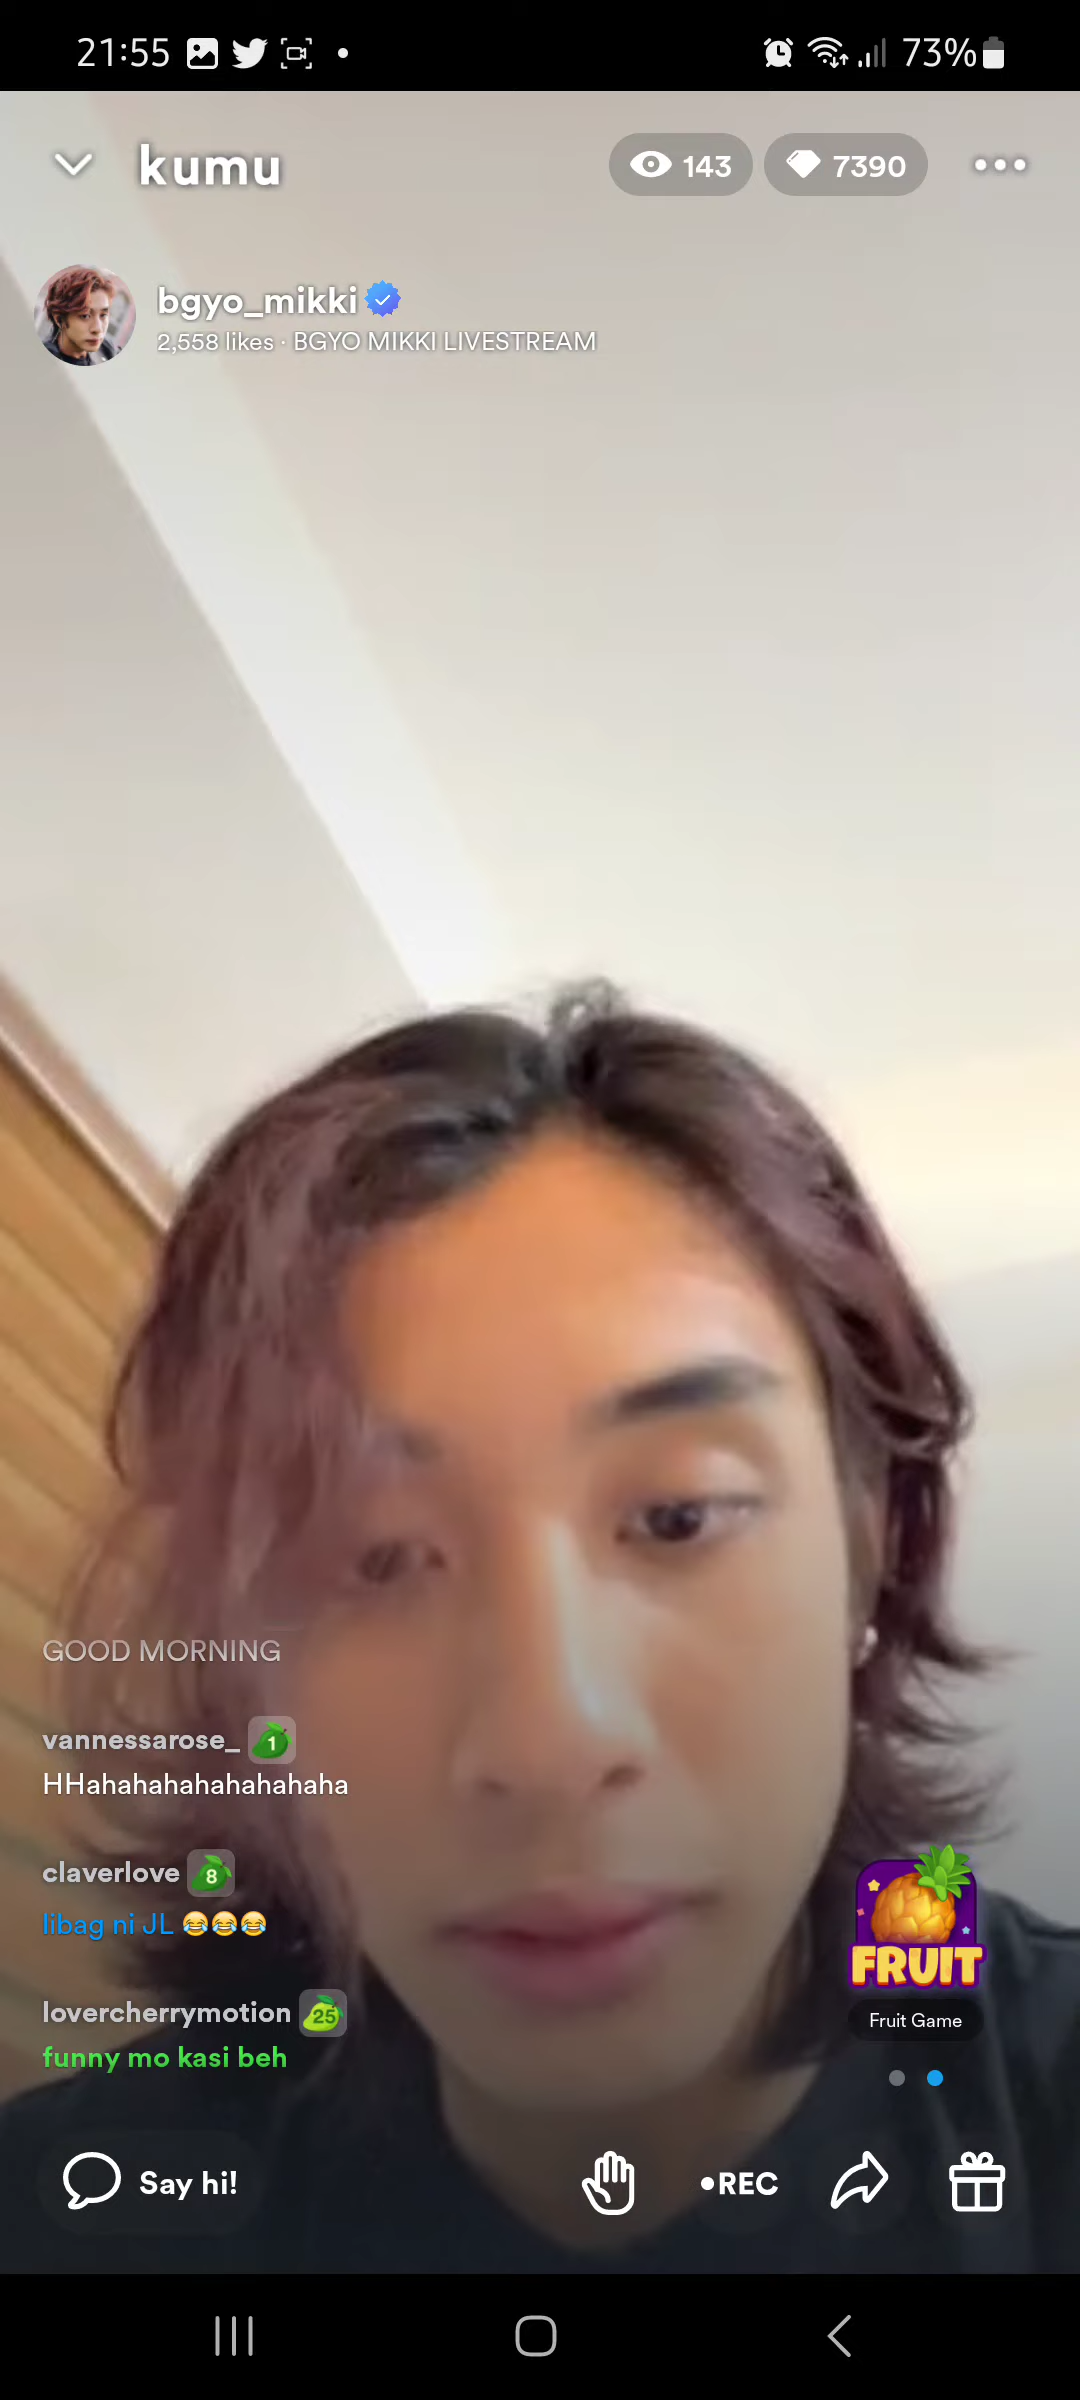 21:55
73%
kumu
143
7390
bgyo_mikki
2,558 likes · BGYO MIKKI LIVESTREAM
GOOD MORNING
vannessarose_ 1
HHahahahahahahahaha
claverlove 8
libag ni JL 😂😂😂
lovercherrymotion 25
funny mo kasi beh
FRUIT
Fruit Game
Say hi!
•REC